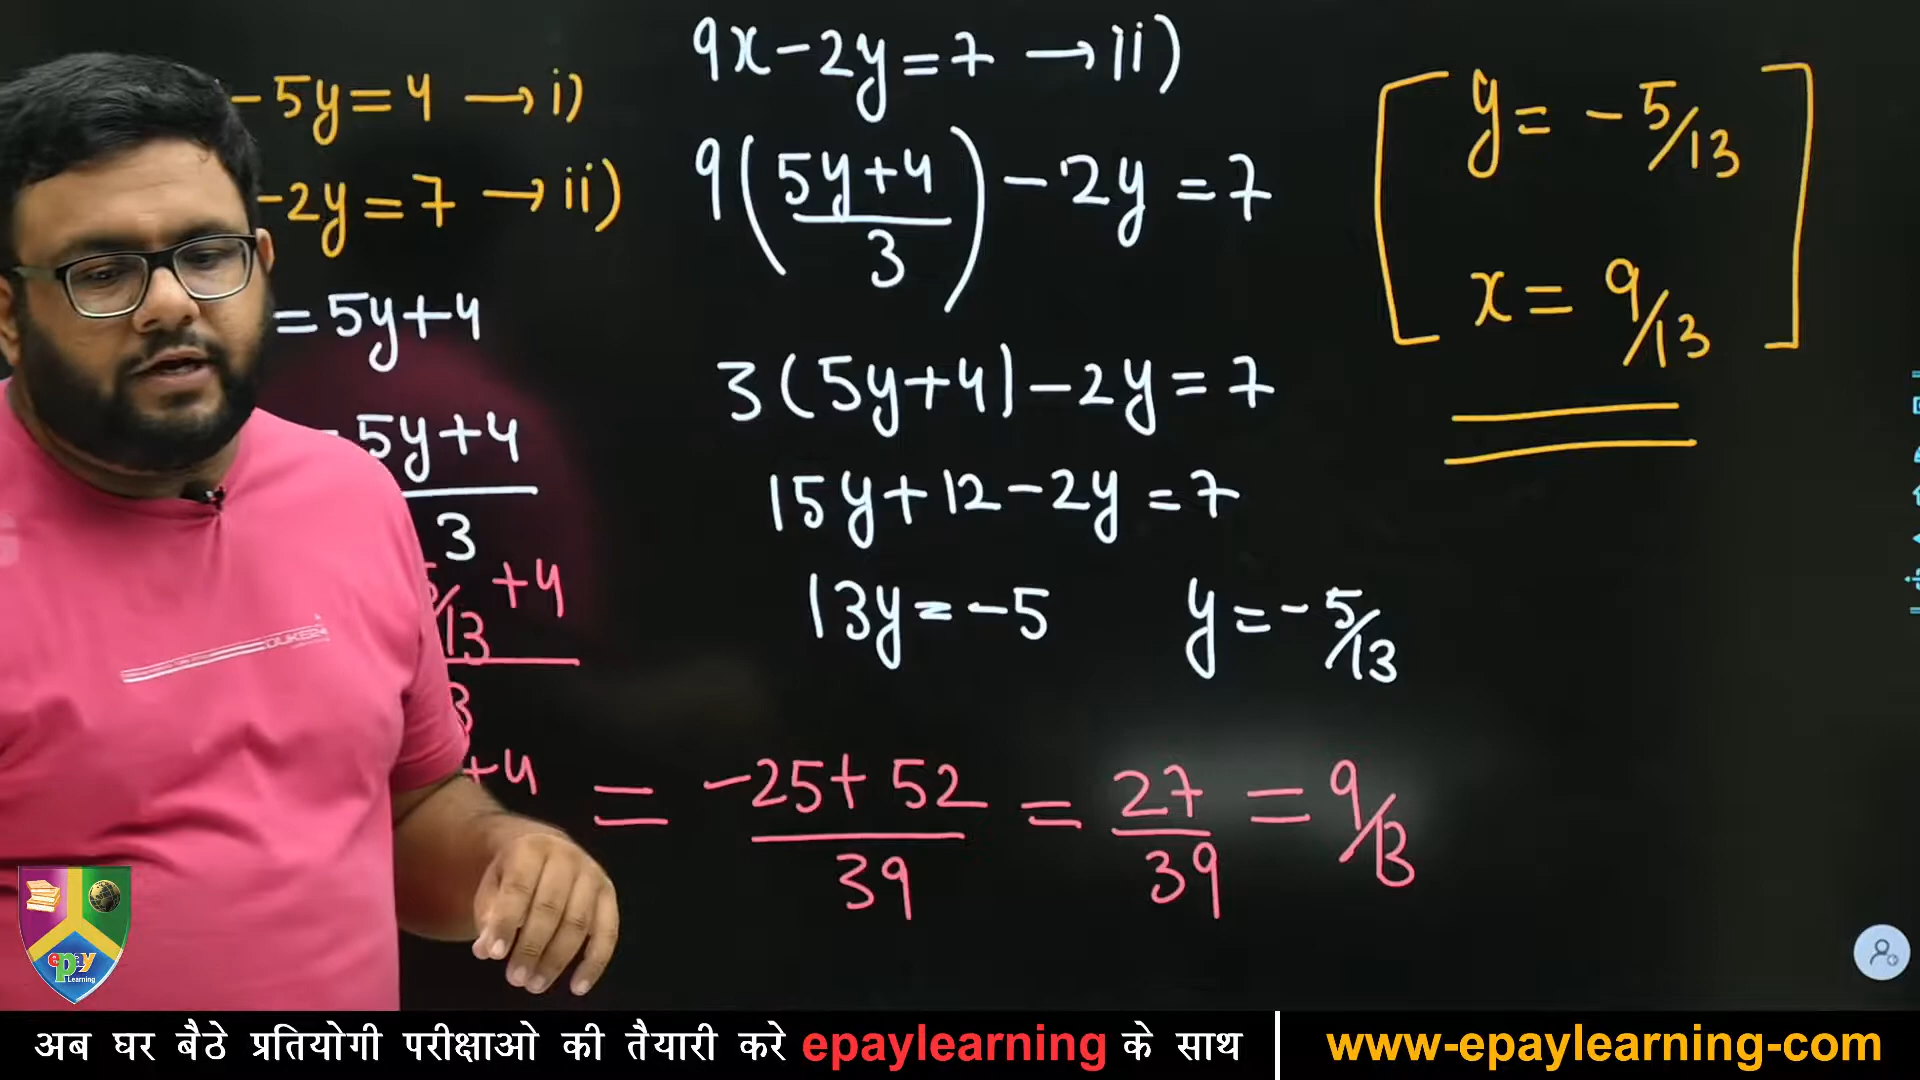 -5y=4 → i)
-2y=7 → ii)
=5y+4
5y+4
3
/13 +4
3
+4
9x-2y=7 → ii)
9(5y+4/3)-2y=7
3(5y+4)-2y=7
15y+12-2y=7
13y=-5 y=-5/13
= -25+52/39 = 27/39 = 9/13
y=-5/13
x=9/13
epay
Learning
अब घर बैठे प्रतियोगी परीक्षाओ की तैयारी करे epaylearning के साथ
www-epaylearning-com